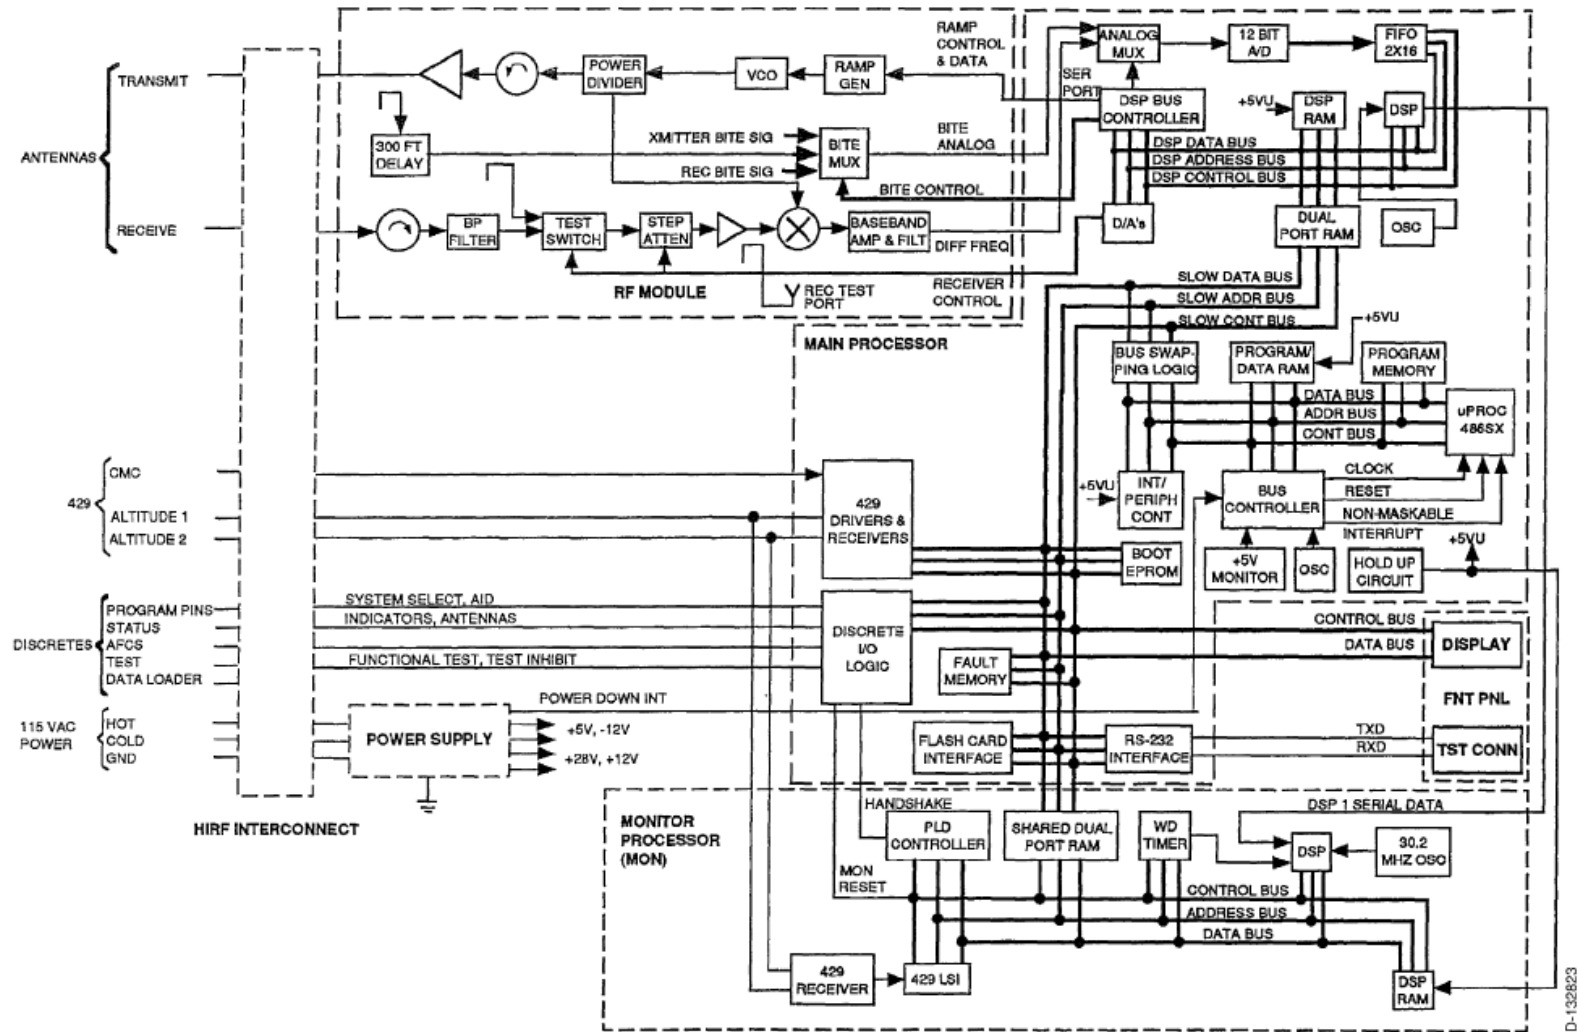 ANTENNAS
TRANSMIT
RECEIVE
429
CMC
ALTITUDE 1
ALTITUDE 2
DISCRETES
PROGRAM PINS
STATUS
AFCS
TEST
DATA LOADER
115 VAC
POWER
HOT
COLD
GND
HIRF INTERCONNECT
POWER
DIVIDER
VCO
RAMP
GEN
RAMP
CONTROL
& DATA
300 FT
DELAY
XMITTER BITE SIG
REC BITE SIG
BITE
MUX
BITE
ANALOG
BITE CONTROL
BP
FILTER
TEST
SWITCH
STEP
ATTEN
BASEBAND
AMP & FILT
DIFF FREQ
RF MODULE
REC TEST
PORT
RECEIVER
CONTROL
ANALOG
MUX
12 BIT
A/D
FIFO
2X16
SER
PORT
DSP BUS
CONTROLLER
+5VU
DSP
RAM
DSP
DSP DATA BUS
DSP ADDRESS BUS
DSP CONTROL BUS
D/A's
DUAL
PORT RAM
OSC
SLOW DATA BUS
SLOW ADDR BUS
SLOW CONT BUS
+5VU
MAIN PROCESSOR
BUS SWAP-
PING LOGIC
PROGRAM/
DATA RAM
PROGRAM
MEMORY
DATA BUS
ADDR BUS
CONT BUS
uPROC
486SX
+5VU
INT/
PERIPH
CONT
BUS
CONTROLLER
CLOCK
RESET
NON-MASKABLE
INTERRUPT
+5V
MONITOR
OSC
HOLD UP
CIRCUIT
+5VU
429
DRIVERS &
RECEIVERS
BOOT
EPROM
SYSTEM SELECT, AID
INDICATORS, ANTENNAS
FUNCTIONAL TEST, TEST INHIBIT
DISCRETE
I/O
LOGIC
CONTROL BUS
DATA BUS
DISPLAY
FNT PNL
FAULT
MEMORY
POWER DOWN INT
POWER SUPPLY
+5V, -12V
+28V, +12V
FLASH CARD
INTERFACE
RS-232
INTERFACE
TXD
RXD
TST CONN
MONITOR
PROCESSOR
(MON)
HANDSHAKE
PLD
CONTROLLER
SHARED DUAL
PORT RAM
WD
TIMER
DSP 1 SERIAL DATA
DSP
30.2
MHZ OSC
MON
RESET
CONTROL BUS
ADDRESS BUS
DATA BUS
429
RECEIVER
429 LSI
DSP
RAM
D-132823